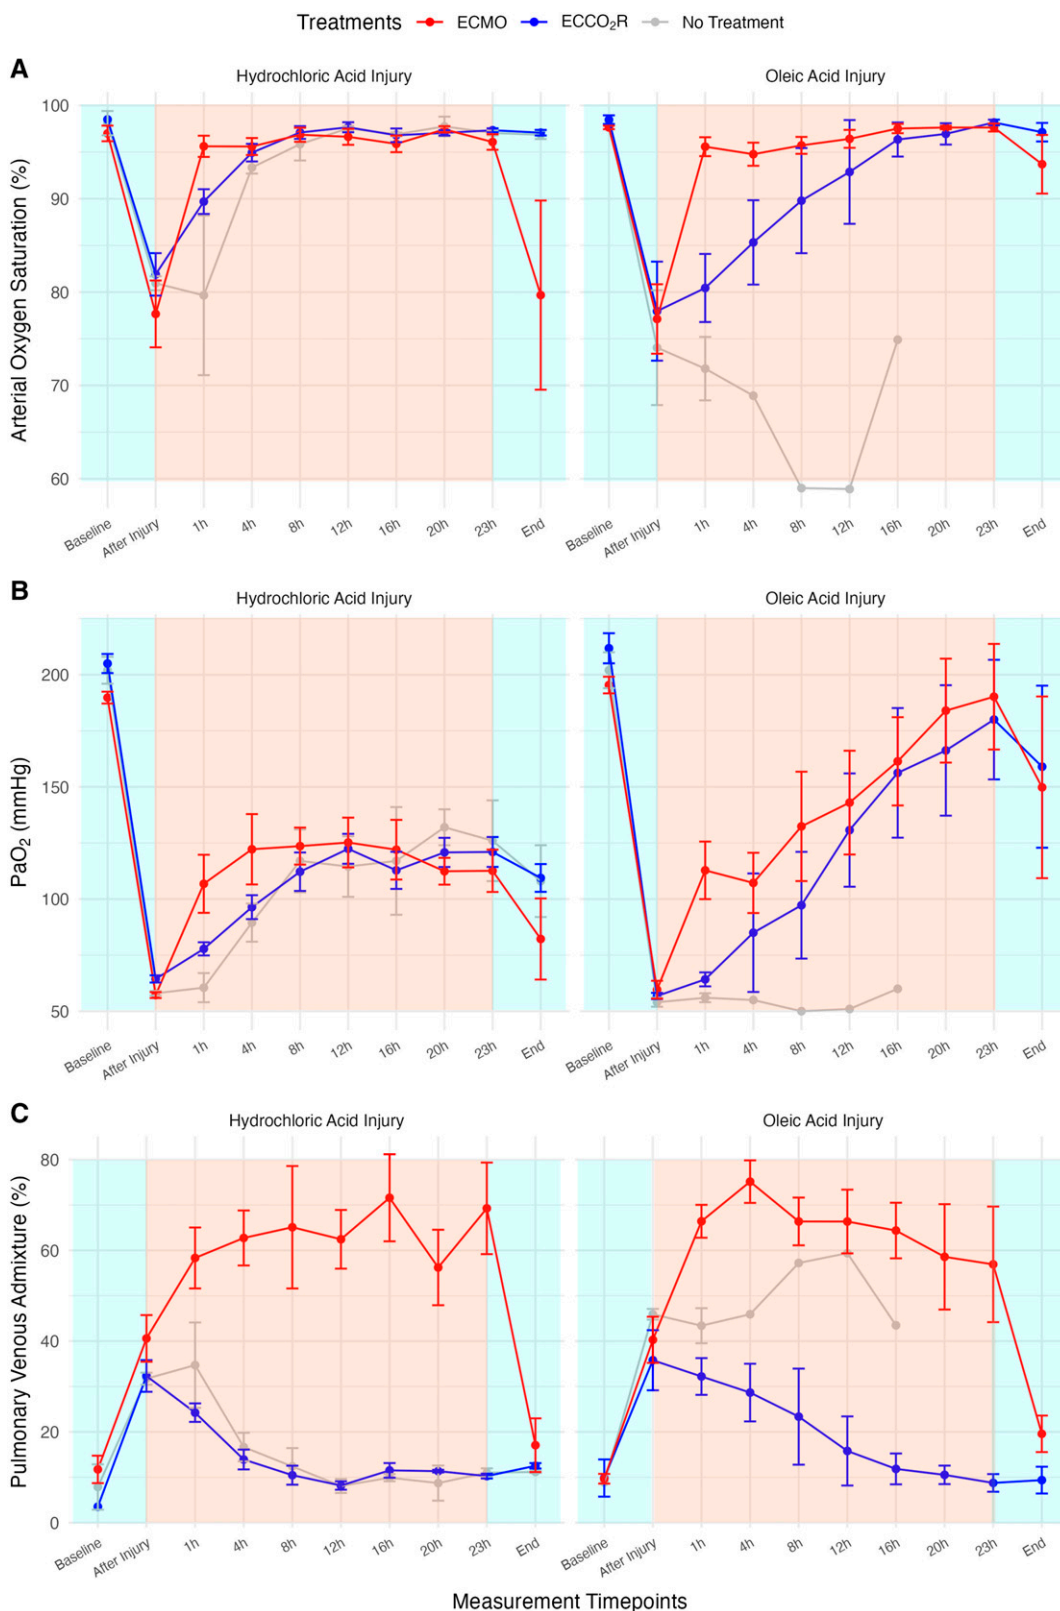 Treatments ECMO ECCO₂R No Treatment
A
Hydrochloric Acid Injury Oleic Acid Injury
Arterial Oxygen Saturation (%)
100
90
80
70
60
Baseline After Injury 1h 4h 8h 12h 16h 20h 23h End Baseline After Injury 1h 4h 8h 12h 16h 20h 23h End
B
Hydrochloric Acid Injury Oleic Acid Injury
PaO₂ (mmHg)
200
150
100
50
Baseline After Injury 1h 4h 8h 12h 16h 20h 23h End Baseline After Injury 1h 4h 8h 12h 16h 20h 23h End
C
Hydrochloric Acid Injury Oleic Acid Injury
Pulmonary Venous Admixture (%)
80
60
40
20
0
Baseline After Injury 1h 4h 8h 12h 16h 20h 23h End Baseline After Injury 1h 4h 8h 12h 16h 20h 23h End
Measurement Timepoints